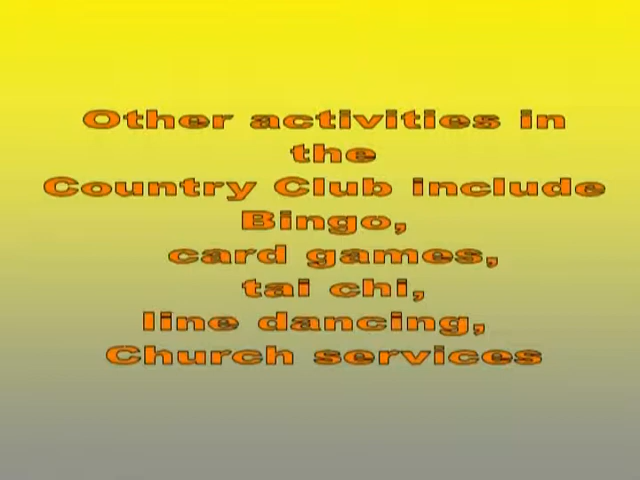 Other activities in
the
Country Club include
Bingo,
card games,
tai chi,
line dancing,
Church services